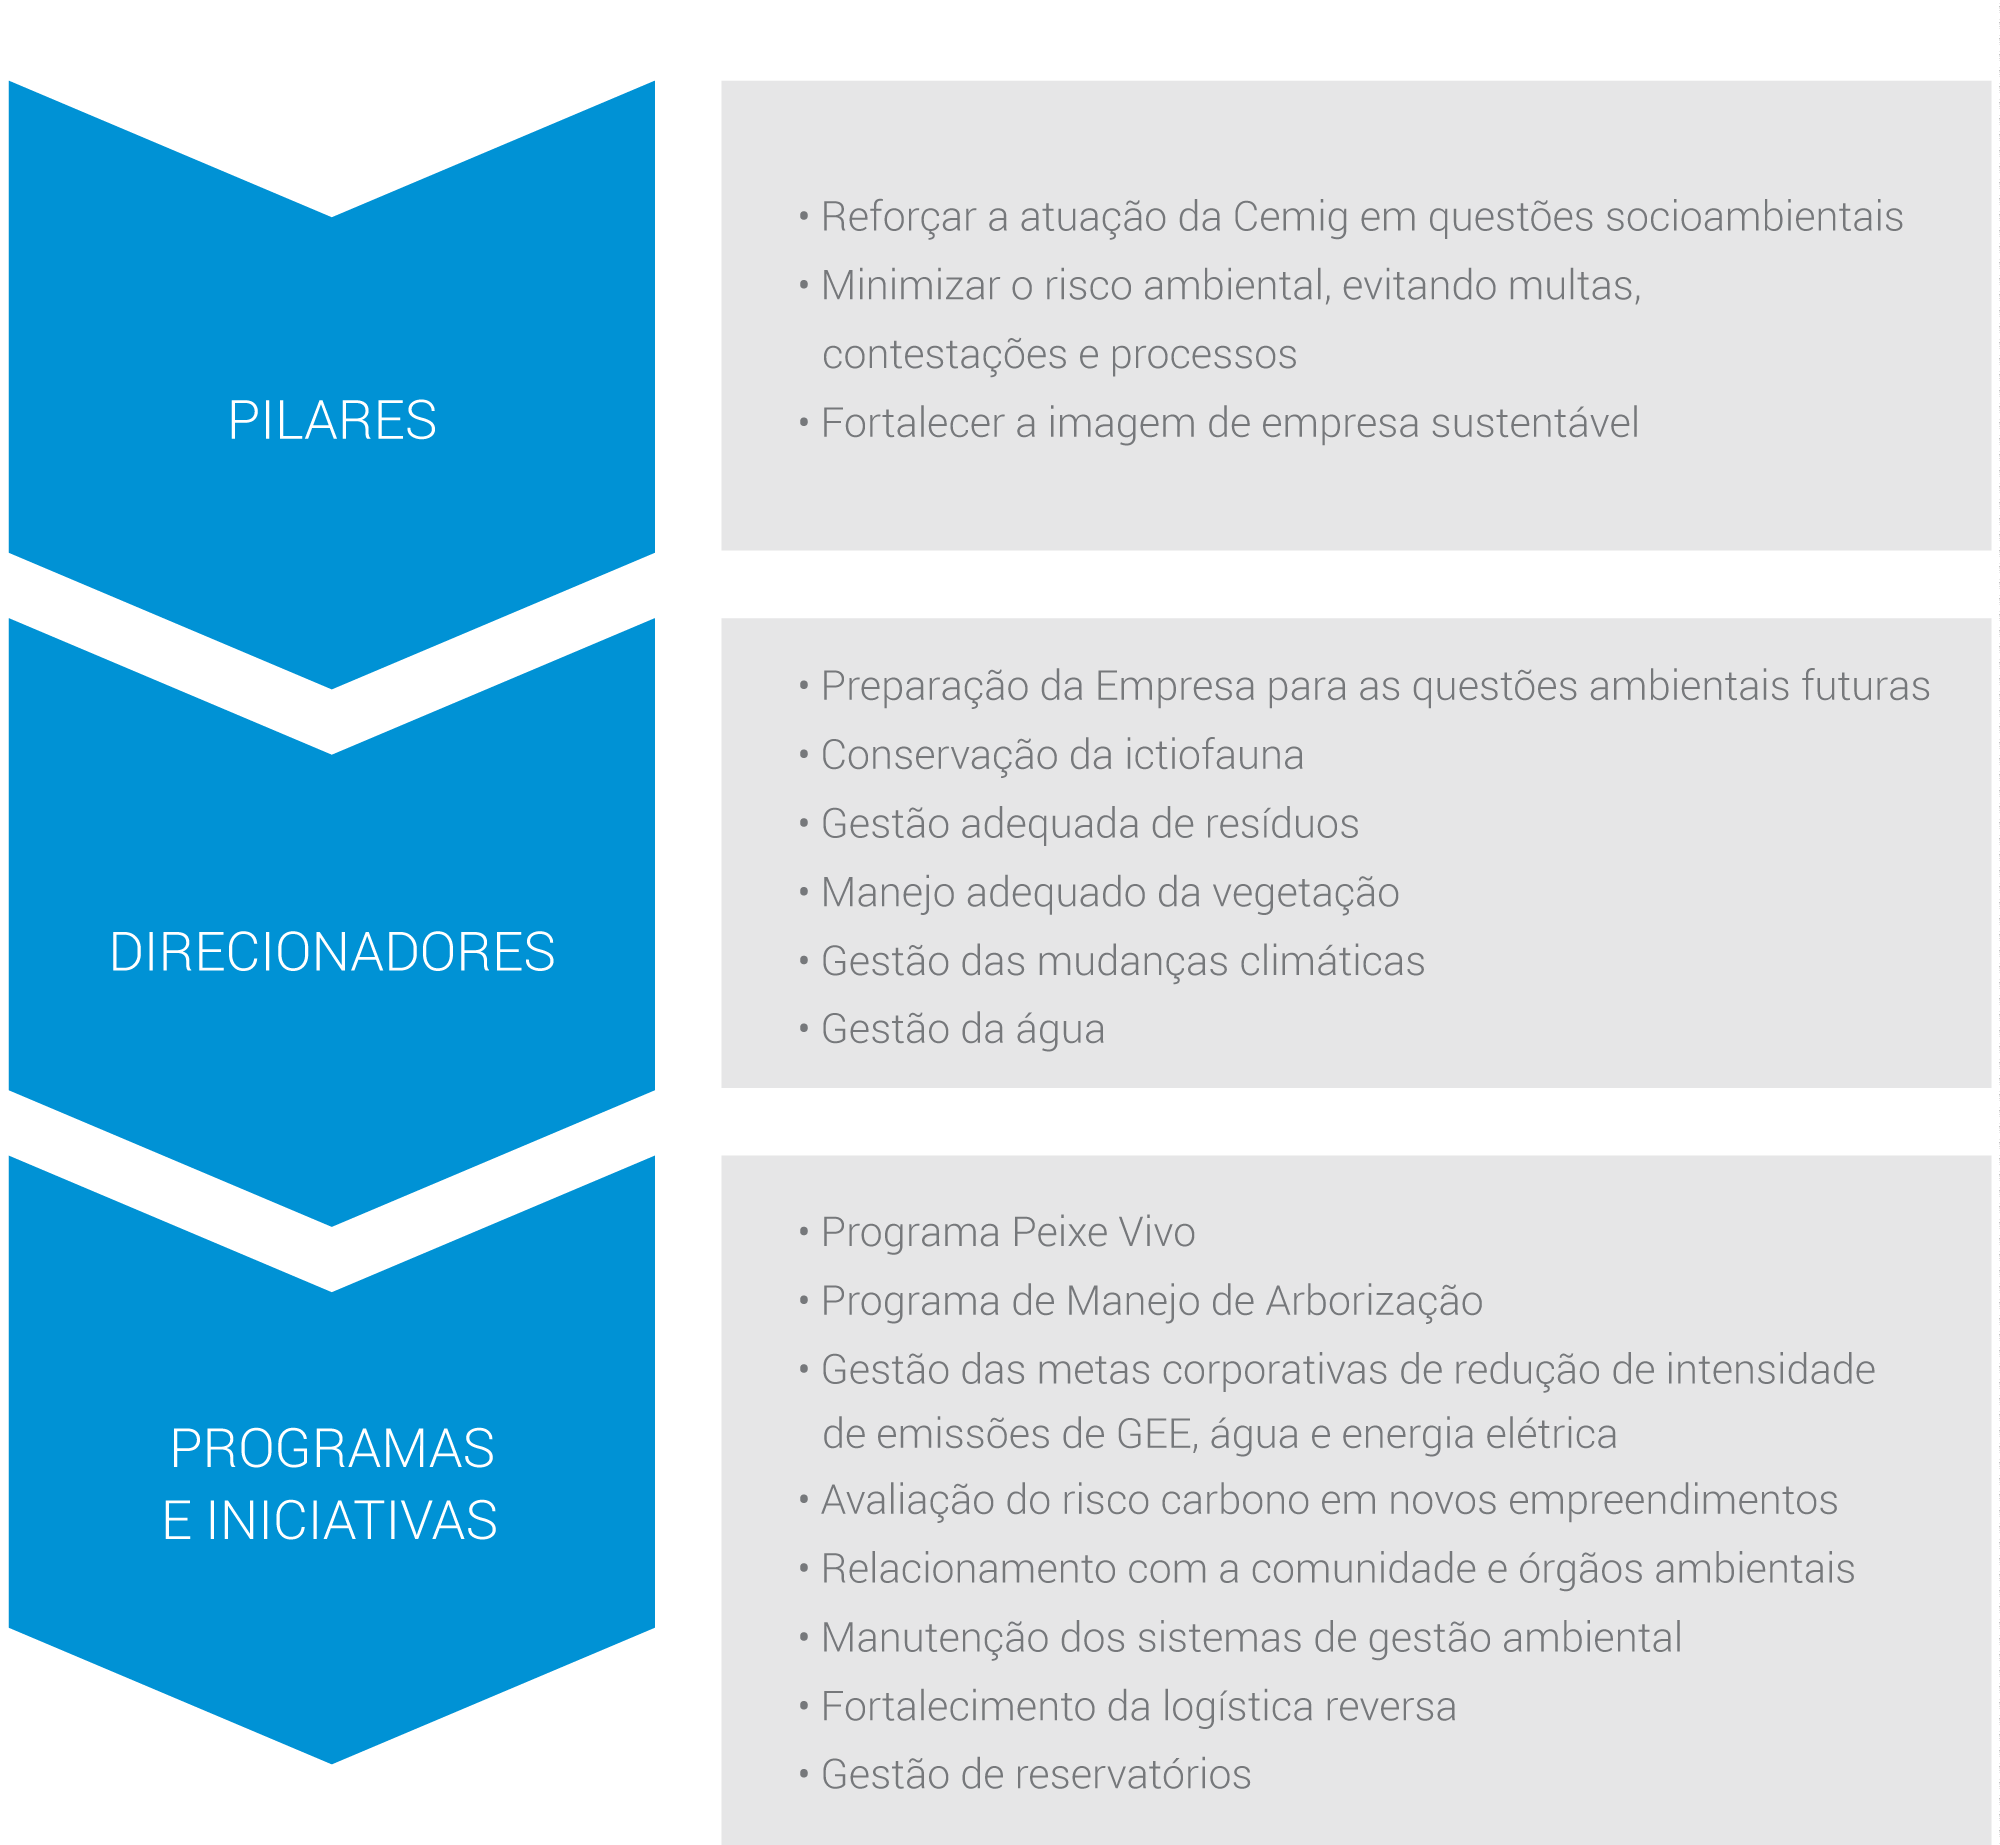 PILARES
• Reforçar a atuação da Cemig em questões socioambientais
• Minimizar o risco ambiental, evitando multas,
contestações e processos
• Fortalecer a imagem de empresa sustentável
DIRECIONADORES
• Preparação da Empresa para as questões ambientais futuras
• Conservação da ictiofauna
• Gestão adequada de resíduos
• Manejo adequado da vegetação
• Gestão das mudanças climáticas
• Gestão da água
PROGRAMAS
E INICIATIVAS
• Programa Peixe Vivo
• Programa de Manejo de Arborização
• Gestão das metas corporativas de redução de intensidade
de emissões de GEE, água e energia elétrica
• Avaliação do risco carbono em novos empreendimentos
• Relacionamento com a comunidade e órgãos ambientais
• Manutenção dos sistemas de gestão ambiental
• Fortalecimento da logística reversa
• Gestão de reservatórios